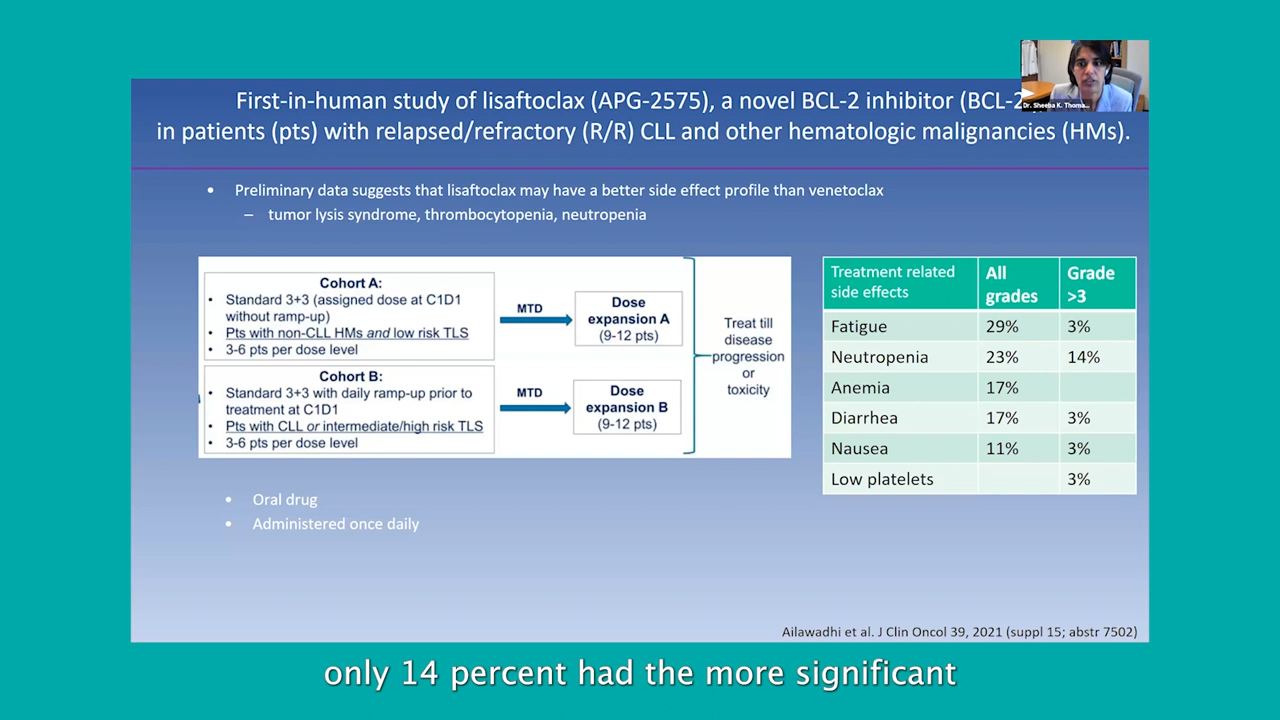 First-in-human study of lisaftoclax (APG-2575), a novel BCL-2 inhibitor (BCL-2
in patients (pts) with relapsed/refractory (R/R) CLL and other hematologic malignancies (HMs).
Dr. Sheeba K. Thoma...
• Preliminary data suggests that lisaftoclax may have a better side effect profile than venetoclax
– tumor lysis syndrome, thrombocytopenia, neutropenia
Cohort A:
• Standard 3+3 (assigned dose at C1D1
without ramp-up)
• Pts with non-CLL HMs and low risk TLS
• 3-6 pts per dose level
MTD
Dose
expansion A
(9-12 pts)
Cohort B:
• Standard 3+3 with daily ramp-up prior to
treatment at C1D1
• Pts with CLL or intermediate/high risk TLS
• 3-6 pts per dose level
MTD
Dose
expansion B
(9-12 pts)
Treat till
disease
progression
or
toxicity
Treatment related
side effects
All
grades
Grade
>3
Fatigue 29% 3%
Neutropenia 23% 14%
Anemia 17%
Diarrhea 17% 3%
Nausea 11% 3%
Low platelets 3%
• Oral drug
• Administered once daily
Ailawadhi et al. J Clin Oncol 39, 2021 (suppl 15; abstr 7502)
only 14 percent had the more significant